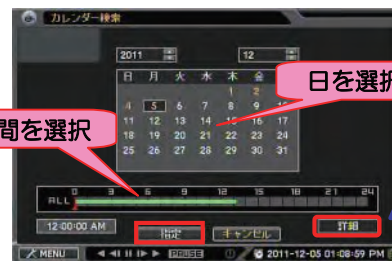 カレンダー検索
2011 12
日 月 火 水 木 金
1 2
4 5 6 7 8 9 10
11 12 13 14 15 16 17
18 19 20 21 22 23 24
25 26 27 28 29 30 31
日を選択
間を選択
0 3 6 9 12 15 18 21 24
ALL
12:00:00 AM 指定 キャンセル 詳細
MENU PAUSE 2011-12-05 01:08:59 PM